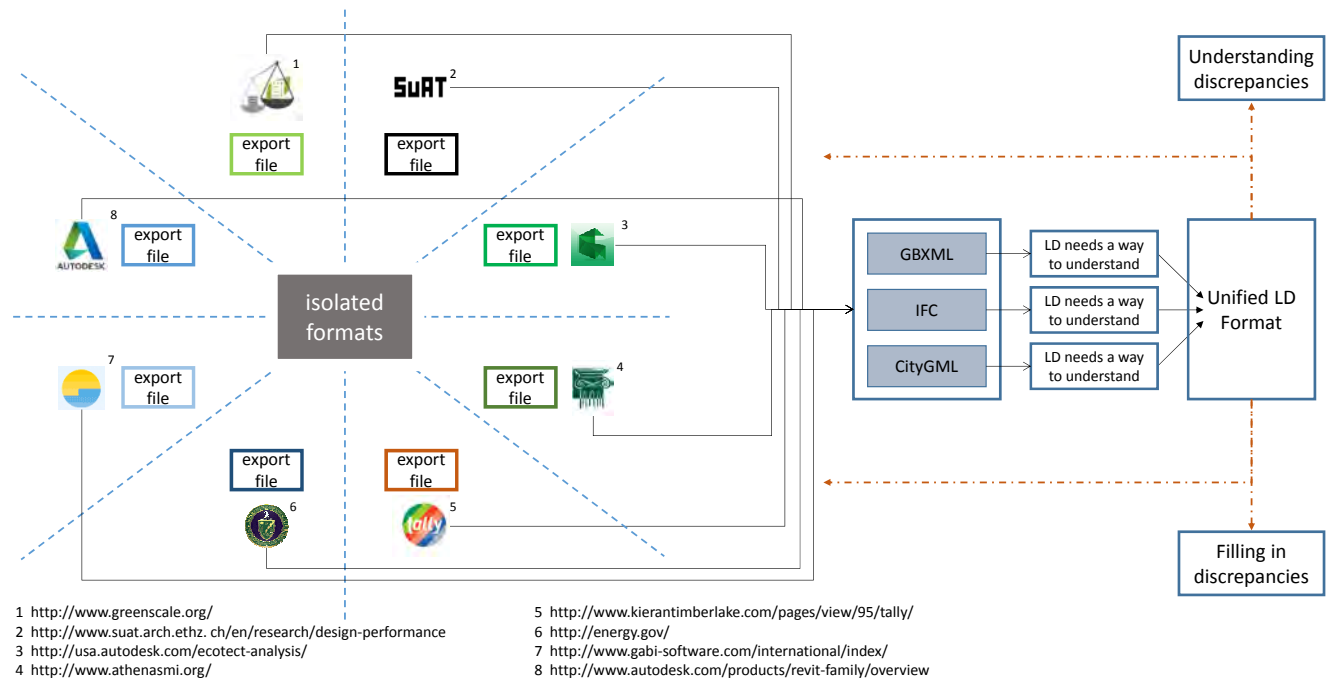 1
SuAT
2
export
file
export
file
Understanding
discrepancies
8
AUTODESK
export
file
export
file
3
isolated
formats
GBXML
IFC
CityGML
LD needs a way
to understand
LD needs a way
to understand
LD needs a way
to understand
Unified LD
Format
7
export
file
export
file
4
export
file
export
file
6
tally
5
Filling in
discrepancies
1 http://www.greenscale.org/
2 http://www.suat.arch.ethz. ch/en/research/design-performance
3 http://usa.autodesk.com/ecotect-analysis/
4 http://www.athenasmi.org/
5 http://www.kierantimberlake.com/pages/view/95/tally/
6 http://energy.gov/
7 http://www.gabi-software.com/international/index/
8 http://www.autodesk.com/products/revit-family/overview